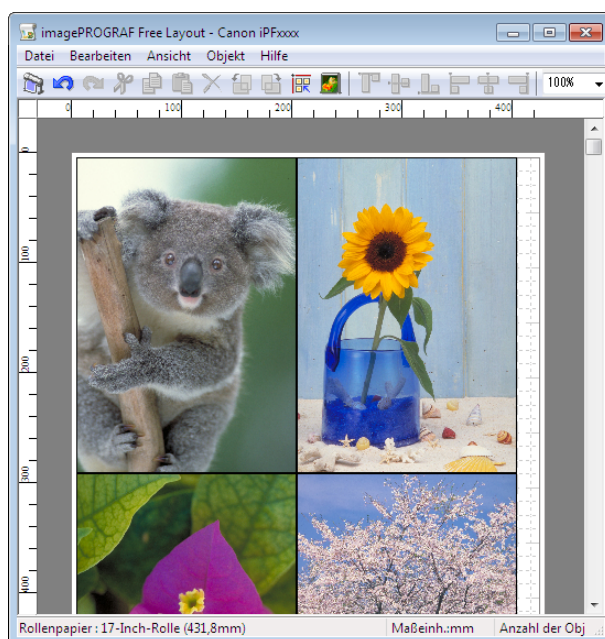 imagePROGRAF Free Layout - Canon iPFxxxx
Datei Bearbeiten Ansicht Objekt Hilfe
100%
0 100 200 300 400
0
100
200
300
400
Rollenpapier : 17-Inch-Rolle (431,8mm) Maßeinh.:mm Anzahl der Obj